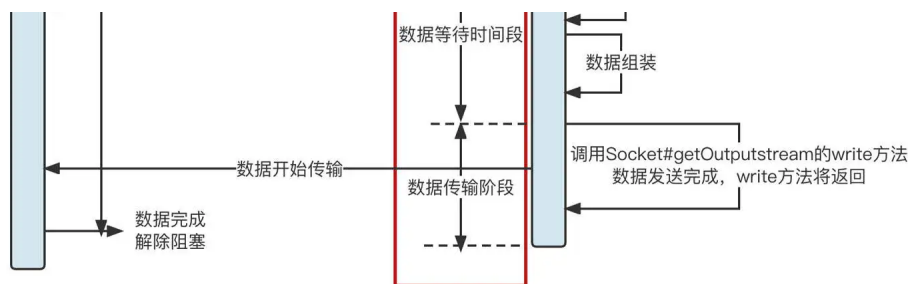 数据等待时间段
数据组装
调用Socket#getOutputstream的write方法
数据发送完成，write方法将返回
数据开始传输
数据传输阶段
数据完成
解除阻塞